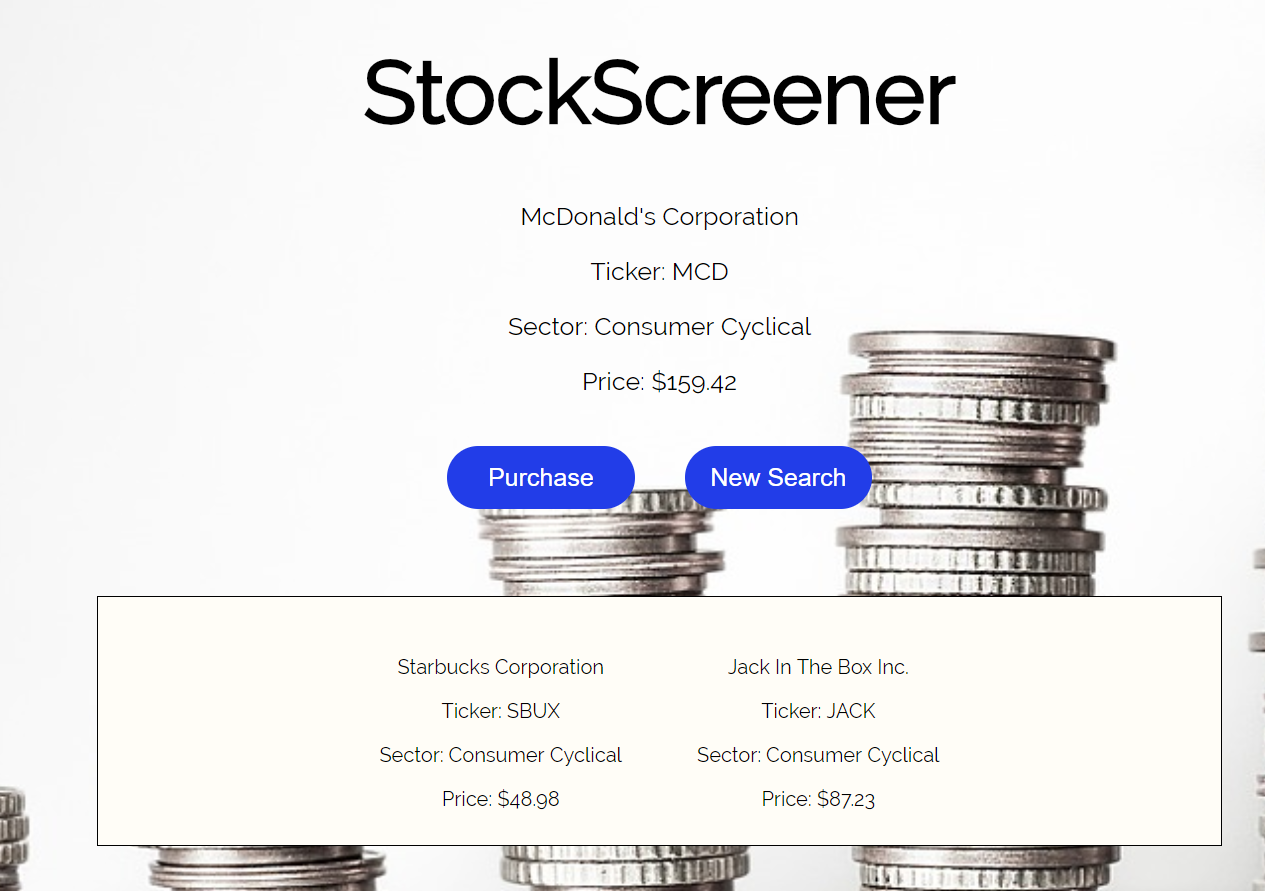 StockScreener
McDonald's Corporation
Ticker: MCD
Sector: Consumer Cyclical
Price: $159.42
Purchase
New Search
Starbucks Corporation
Ticker: SBUX
Sector: Consumer Cyclical
Price: $48.98
Jack In The Box Inc.
Ticker: JACK
Sector: Consumer Cyclical
Price: $87.23